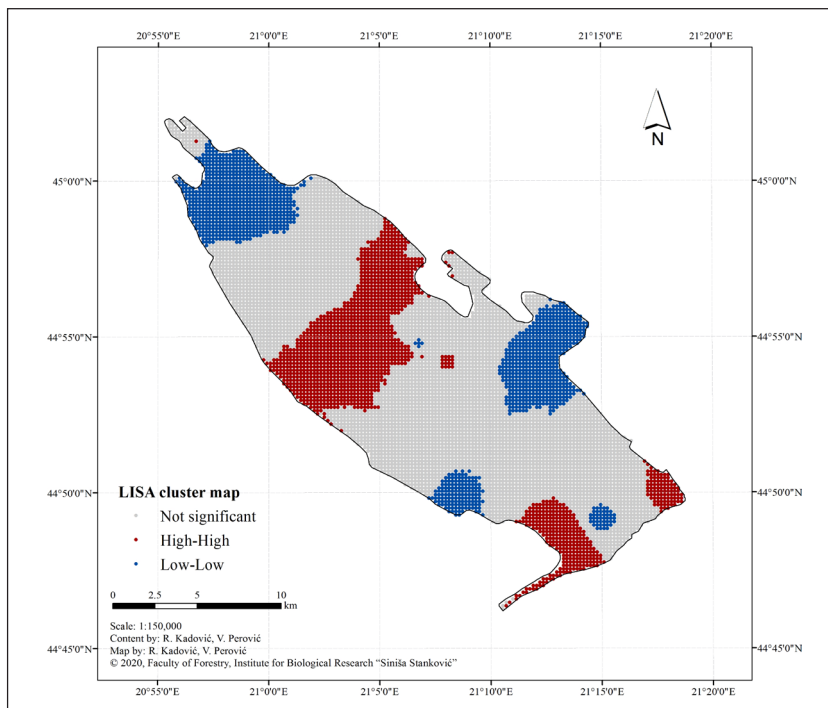 20°55'0"E 21°0'0"E 21°5'0"E 21°10'0"E 21°15'0"E 21°20'0"E
N
45°0'0"N 45°0'0"N
44°55'0"N 44°55'0"N
44°50'0"N 44°50'0"N
LISA cluster map
Not significant
High-High
Low-Low
0 2.5 5 10
km
Scale: 1:150,000
Content by: R. Kadović, V. Perović
Map by: R. Kadović, V. Perović
© 2020, Faculty of Forestry, Institute for Biological Research “Siniša Stanković”
44°45'0"N 44°45'0"N
20°55'0"E 21°0'0"E 21°5'0"E 21°10'0"E 21°15'0"E 21°20'0"E